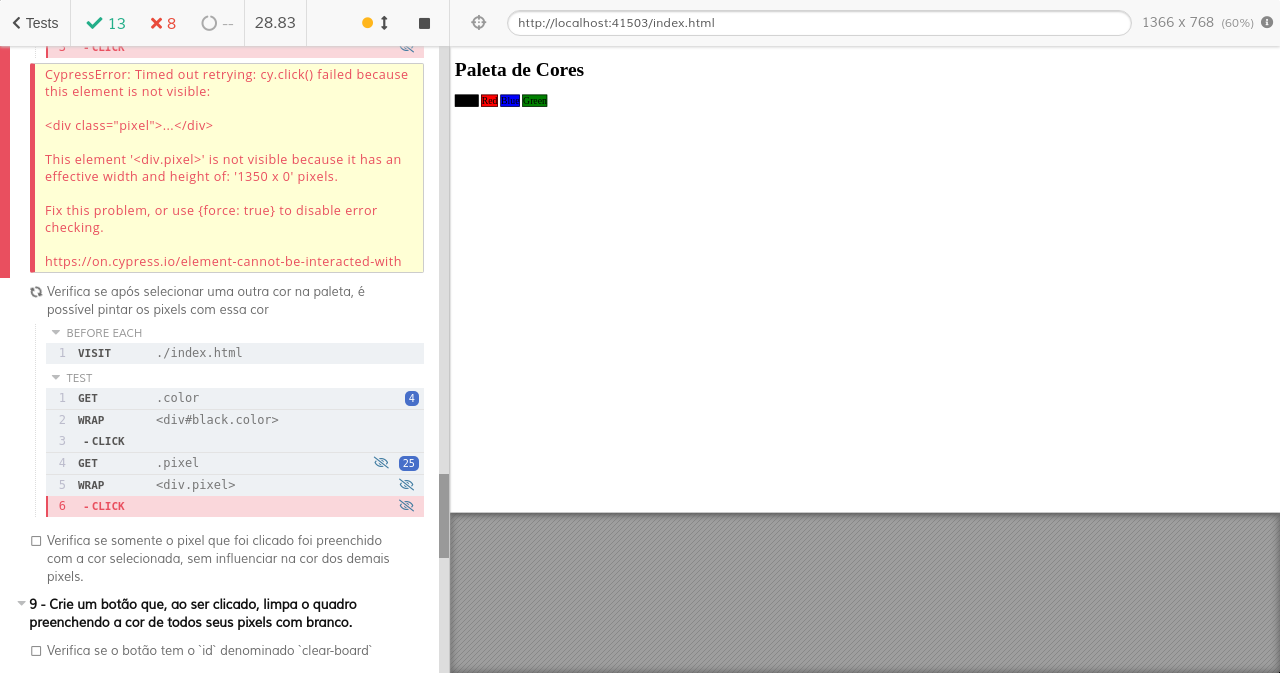 Tests
13
8
--
28.83
http://localhost:41503/index.html
1366 x 768 (60%)
- CLICK
CypressError: Timed out retrying: cy.click() failed because
this element is not visible:
<div class="pixel">...</div>
This element '<div.pixel>' is not visible because it has an
effective width and height of: '1350 x 0' pixels.
Fix this problem, or use {force: true} to disable error
checking.
https://on.cypress.io/element-cannot-be-interacted-with
Verifica se após selecionar uma outra cor na paleta, é
possível pintar os pixels com essa cor
BEFORE EACH
1 VISIT ./index.html
TEST
1 GET .color 4
2 WRAP <div#black.color>
3 - CLICK
4 GET .pixel 25
5 WRAP <div.pixel>
6 - CLICK
Verifica se somente o pixel que foi clicado foi preenchido
com a cor selecionada, sem influenciar na cor dos demais
pixels.
9 - Crie um botão que, ao ser clicado, limpa o quadro
preenchendo a cor de todos seus pixels com branco.
Verifica se o botão tem o `id` denominado `clear-board`
Paleta de Cores
Red Blue Green